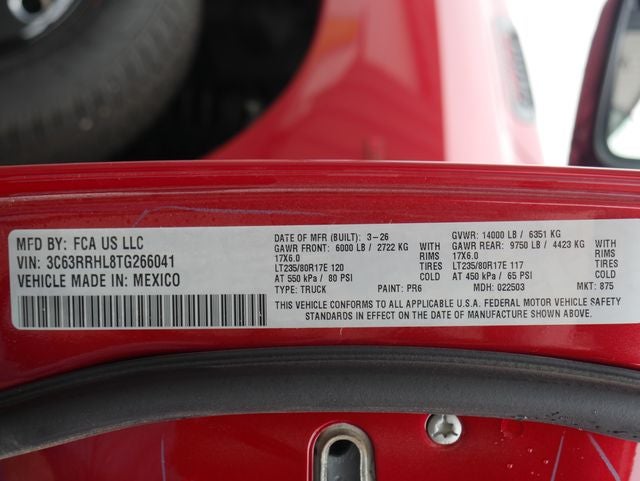 MFD BY: FCA US LLC
VIN: 3C63RRHL8TG266041
VEHICLE MADE IN: MEXICO
DATE OF MFR (BUILT): 3-26 GVWR: 14000 LB / 6351 KG
GAWR FRONT: 6000 LB / 2722 KG WITH GAWR REAR: 9750 LB / 4423 KG WITH
17X6.0 RIMS 17X6.0 RIMS
LT235/80R17E 120 TIRES LT235/80R17E 117 TIRES
AT 550 kPa / 80 PSI COLD AT 450 kPa / 65 PSI COLD
TYPE: TRUCK PAINT: PR6 MDH: 022503 MKT: 875
THIS VEHICLE CONFORMS TO ALL APPLICABLE U.S.A. FEDERAL MOTOR VEHICLE SAFETY
STANDARDS IN EFFECT ON THE DATE OF MANUFACTURE SHOWN ABOVE.